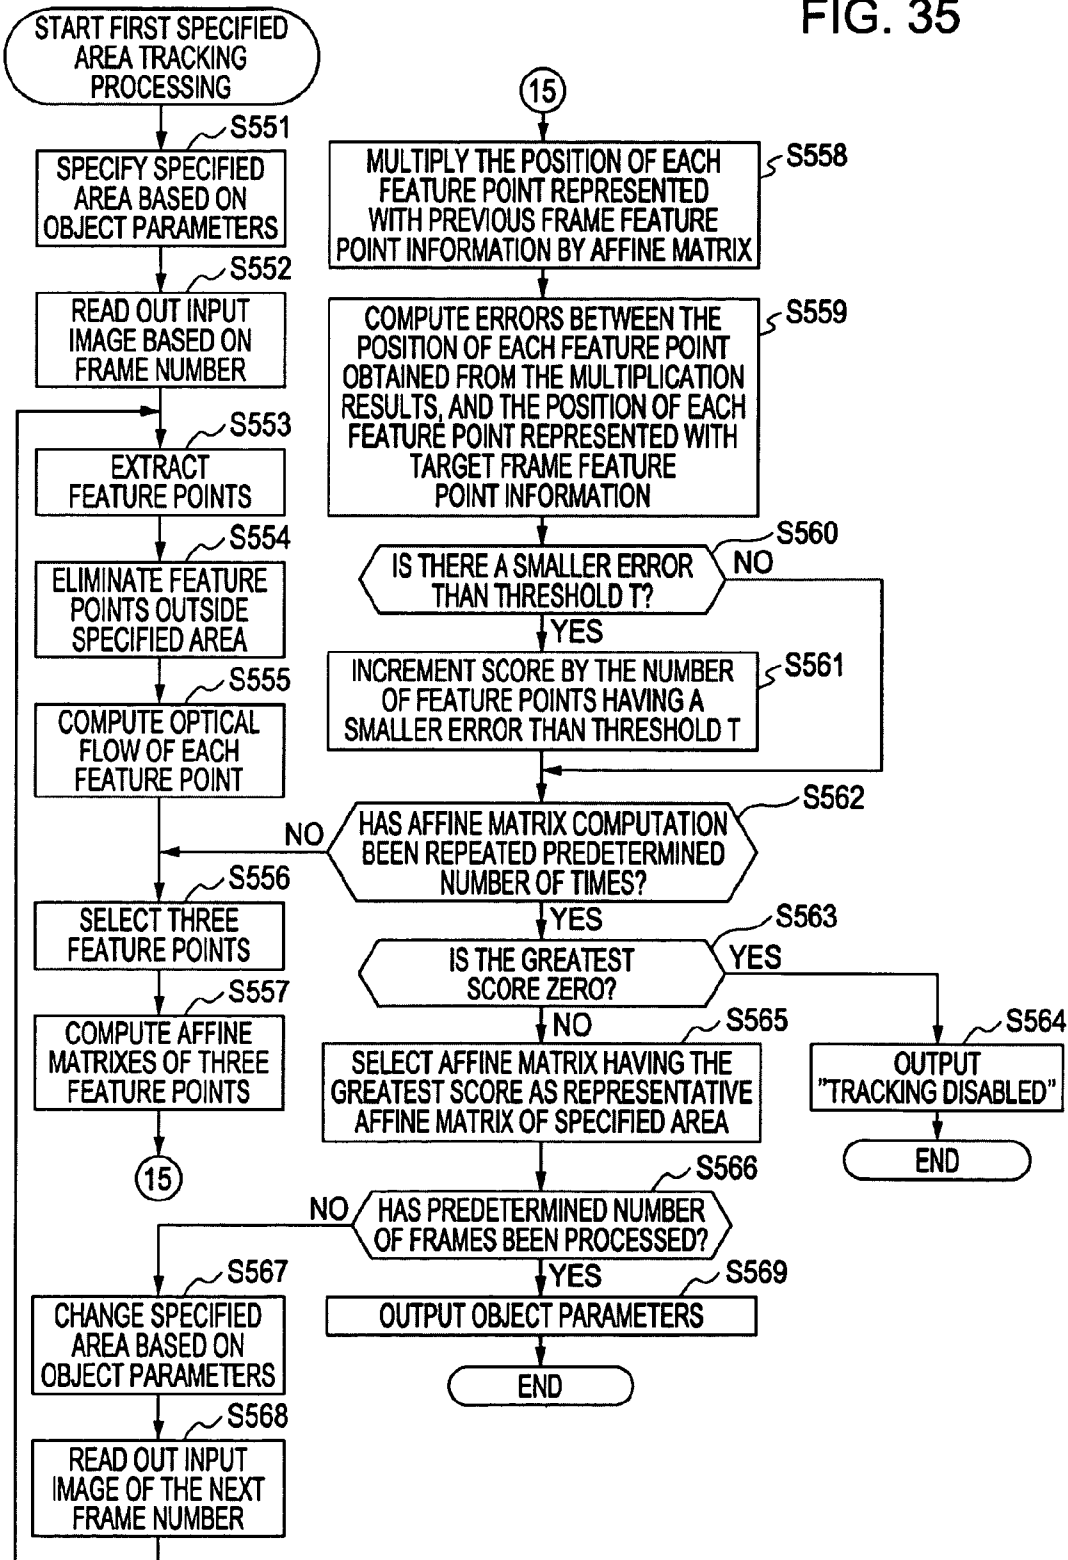 FIG. 35
START FIRST SPECIFIED
AREA TRACKING
PROCESSING
S551
SPECIFY SPECIFIED
AREA BASED ON
OBJECT PARAMETERS
S552
READ OUT INPUT
IMAGE BASED ON
FRAME NUMBER
S553
EXTRACT
FEATURE POINTS
S554
ELIMINATE FEATURE
POINTS OUTSIDE
SPECIFIED AREA
S555
COMPUTE OPTICAL
FLOW OF EACH
FEATURE POINT
S556
SELECT THREE
FEATURE POINTS
S557
COMPUTE AFFINE
MATRIXES OF THREE
FEATURE POINTS
15
15
S558
MULTIPLY THE POSITION OF EACH
FEATURE POINT REPRESENTED
WITH PREVIOUS FRAME FEATURE
POINT INFORMATION BY AFFINE MATRIX
S559
COMPUTE ERRORS BETWEEN THE
POSITION OF EACH FEATURE POINT
OBTAINED FROM THE MULTIPLICATION
RESULTS, AND THE POSITION OF EACH
FEATURE POINT REPRESENTED WITH
TARGET FRAME FEATURE
POINT INFORMATION
S560
IS THERE A SMALLER ERROR
THAN THRESHOLD T?
NO
YES
S561
INCREMENT SCORE BY THE NUMBER
OF FEATURE POINTS HAVING A
SMALLER ERROR THAN THRESHOLD T
S562
HAS AFFINE MATRIX COMPUTATION
BEEN REPEATED PREDETERMINED
NUMBER OF TIMES?
NO
YES
S563
IS THE GREATEST
SCORE ZERO?
YES
NO
S564
OUTPUT
"TRACKING DISABLED"
END
S565
SELECT AFFINE MATRIX HAVING THE
GREATEST SCORE AS REPRESENTATIVE
AFFINE MATRIX OF SPECIFIED AREA
S566
HAS PREDETERMINED NUMBER
OF FRAMES BEEN PROCESSED?
NO
YES
S567
CHANGE SPECIFIED
AREA BASED ON
OBJECT PARAMETERS
S568
READ OUT INPUT
IMAGE OF THE NEXT
FRAME NUMBER
S569
OUTPUT OBJECT PARAMETERS
END